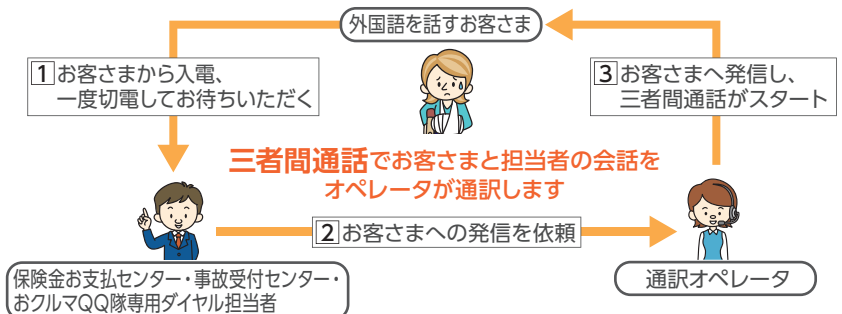 外国語を話すお客さま
1 お客さまから入電、
一度切電してお待ちいただく
3 お客さまへ発信し、
三者間通話がスタート
三者間通話でお客さまと担当者の会話を
オペレータが通訳します
2 お客さまへの発信を依頼
保険金お支払センター・事故受付センター・
おクルマQQ隊専用ダイヤル担当者
通訳オペレータ